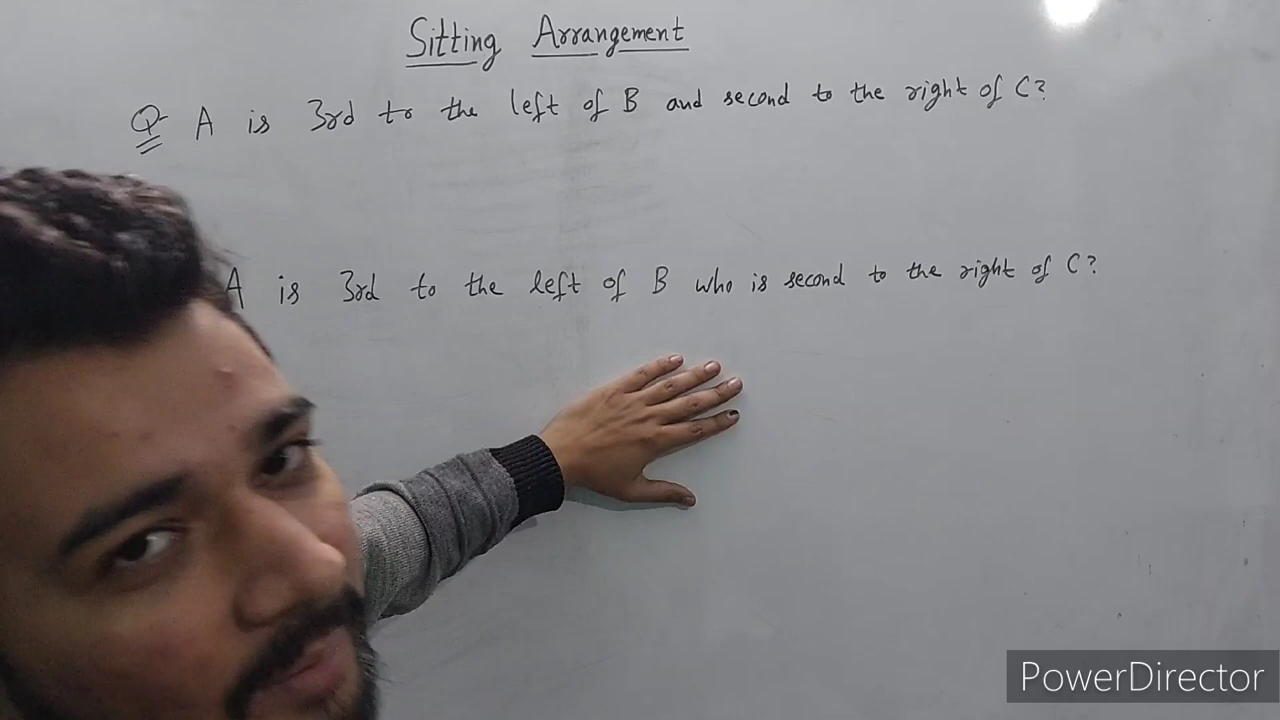 Sitting Arrangement
Q A is 3rd to the left of B and second to the right of C?
A is 3rd to the left of B who is second to the right of C?
PowerDirector